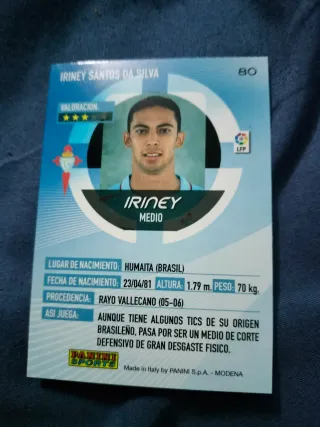 IRINEY SANTOS DA SILVA 80
VALORACION
LFP
IRINEY
MEDIO
LUGAR DE NACIMIENTO: HUMAITA (BRASIL)
FECHA DE NACIMIENTO: 23/04/81 ALTURA: 1.79 m. PESO: 70 kg.
PROCEDENCIA: RAYO VALLECANO (05-06)
ASI JUEGA: AUNQUE TIENE ALGUNOS TICS DE SU ORIGEN
BRASILEÑO, PASA POR SER UN MEDIO DE CORTE
DEFENSIVO DE GRAN DESGASTE FISICO.
PANINI
SPORTS
Made in Italy by PANINI S.p.A. - MODENA